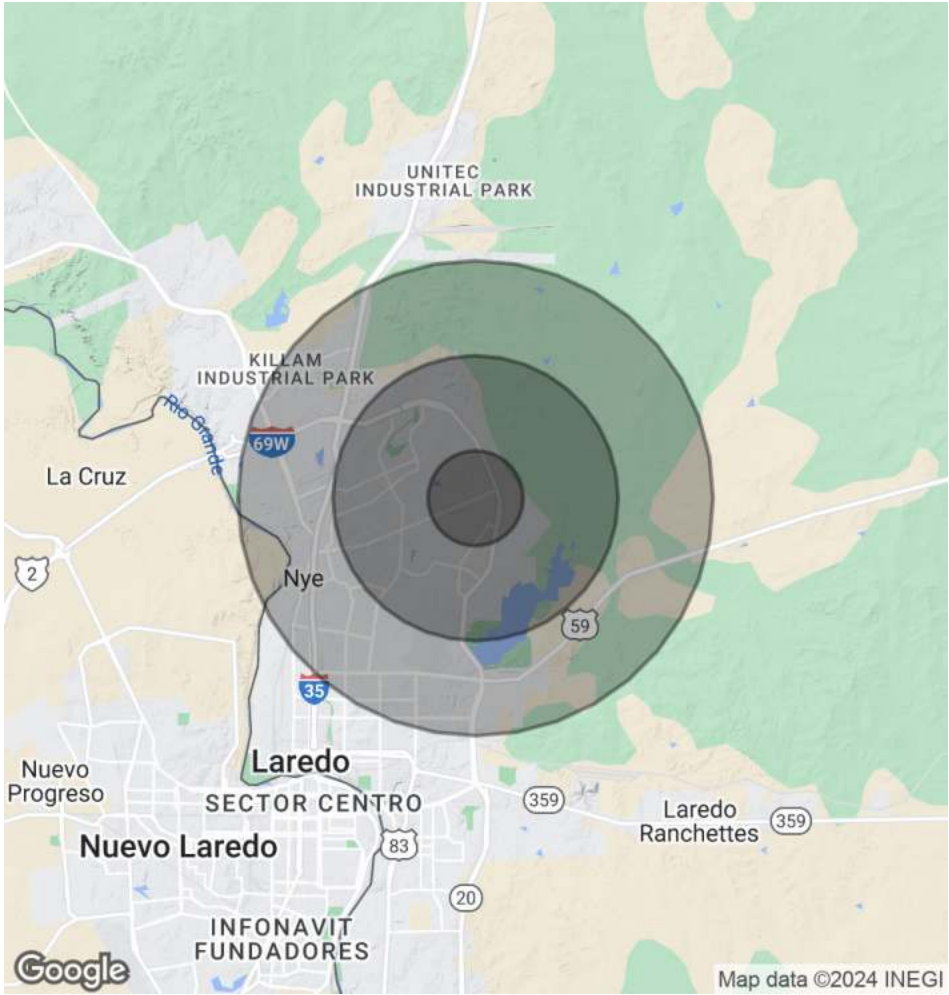 UNITEC
INDUSTRIAL PARK
KILLAM
INDUSTRIAL PARK
Rio Grande
69W
La Cruz
2
Nye
59
35
Laredo
Nuevo
Progreso
SECTOR CENTRO
359
Laredo
Ranchettes
359
Nuevo Laredo
83
20
INFONAVIT
FUNDADORES
Google
Map data ©2024 INEGI